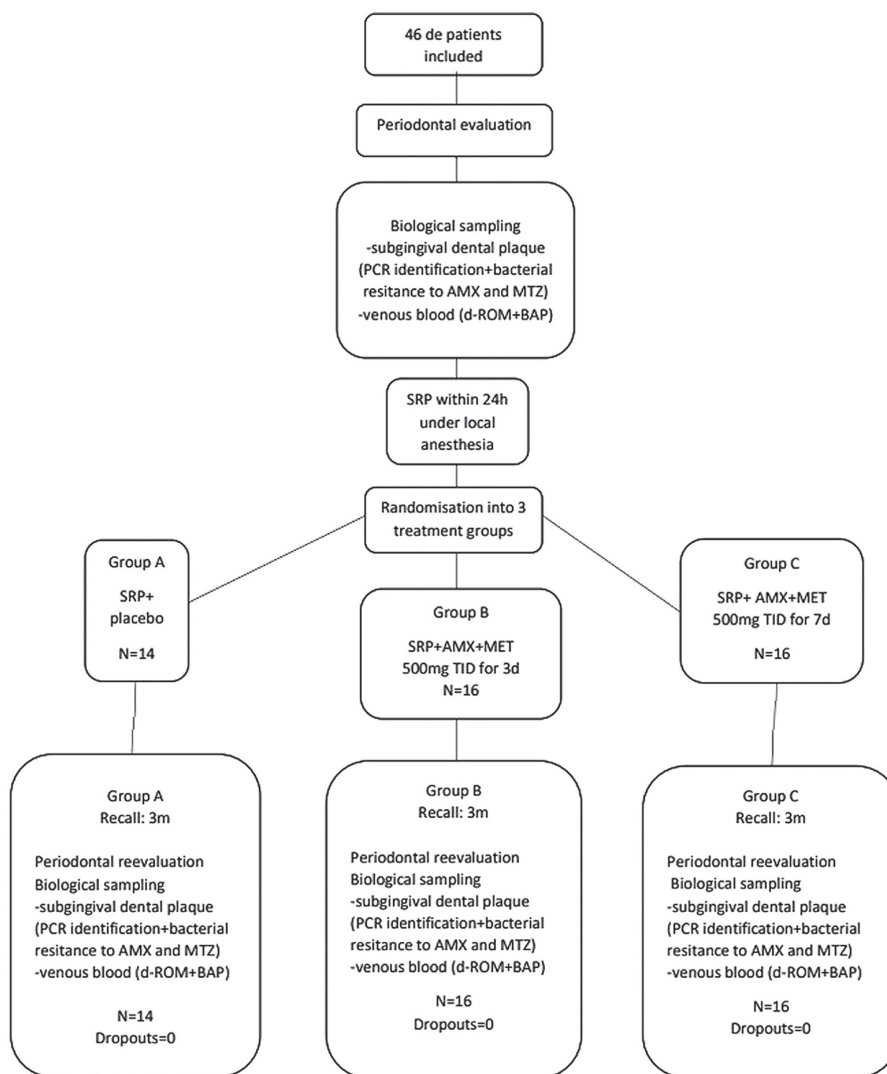 46 de patients
included
Periodontal evaluation
Biological sampling
-subgingival dental plaque
(PCR identification+bacterial
resitance to AMX and MTZ)
-venous blood (d-ROM+BAP)
SRP within 24h
under local
anesthesia
Randomisation into 3
treatment groups
Group A
SRP+
placebo
N=14
Group B
SRP+AMX+MET
500mg TID for 3d
N=16
Group C
SRP+ AMX+MET
500mg TID for 7d
N=16
Group A
Recall: 3m
Periodontal reevaluation
Biological sampling
-subgingival dental plaque
(PCR identification+bacterial
resitance to AMX and MTZ)
-venous blood (d-ROM+BAP)
N=14
Dropouts=0
Group B
Recall: 3m
Periodontal reevaluation
Biological sampling
-subgingival dental plaque
(PCR identification+bacterial
resitance to AMX and MTZ)
-venous blood (d-ROM+BAP)
N=16
Dropouts=0
Group C
Recall: 3m
Periodontal reevaluation
Biological sampling
-subgingival dental plaque
(PCR identification+bacterial
resitance to AMX and MTZ)
-venous blood (d-ROM+BAP)
N=16
Dropouts=0